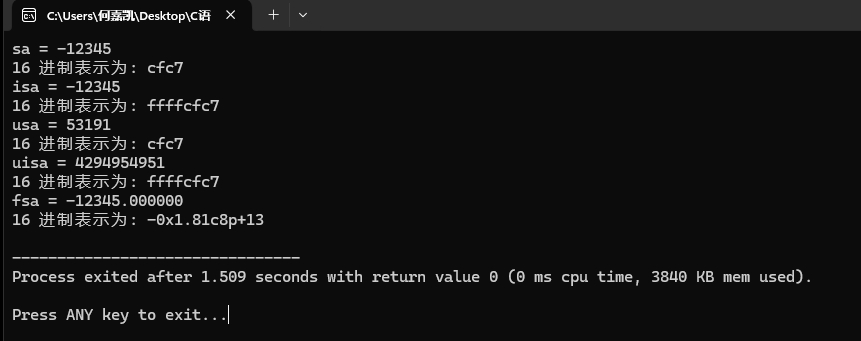 C:\Users\何嘉凯\Desktop\C语
sa = -12345
16 进制表示为: cfc7
isa = -12345
16 进制表示为: ffffcfc7
usa = 53191
16 进制表示为: cfc7
uisa = 4294954951
16 进制表示为: ffffcfc7
fsa = -12345.000000
16 进制表示为: -0x1.81c8p+13
--------------------------------
Process exited after 1.509 seconds with return value 0 (0 ms cpu time, 3840 KB mem used).
Press ANY key to exit...